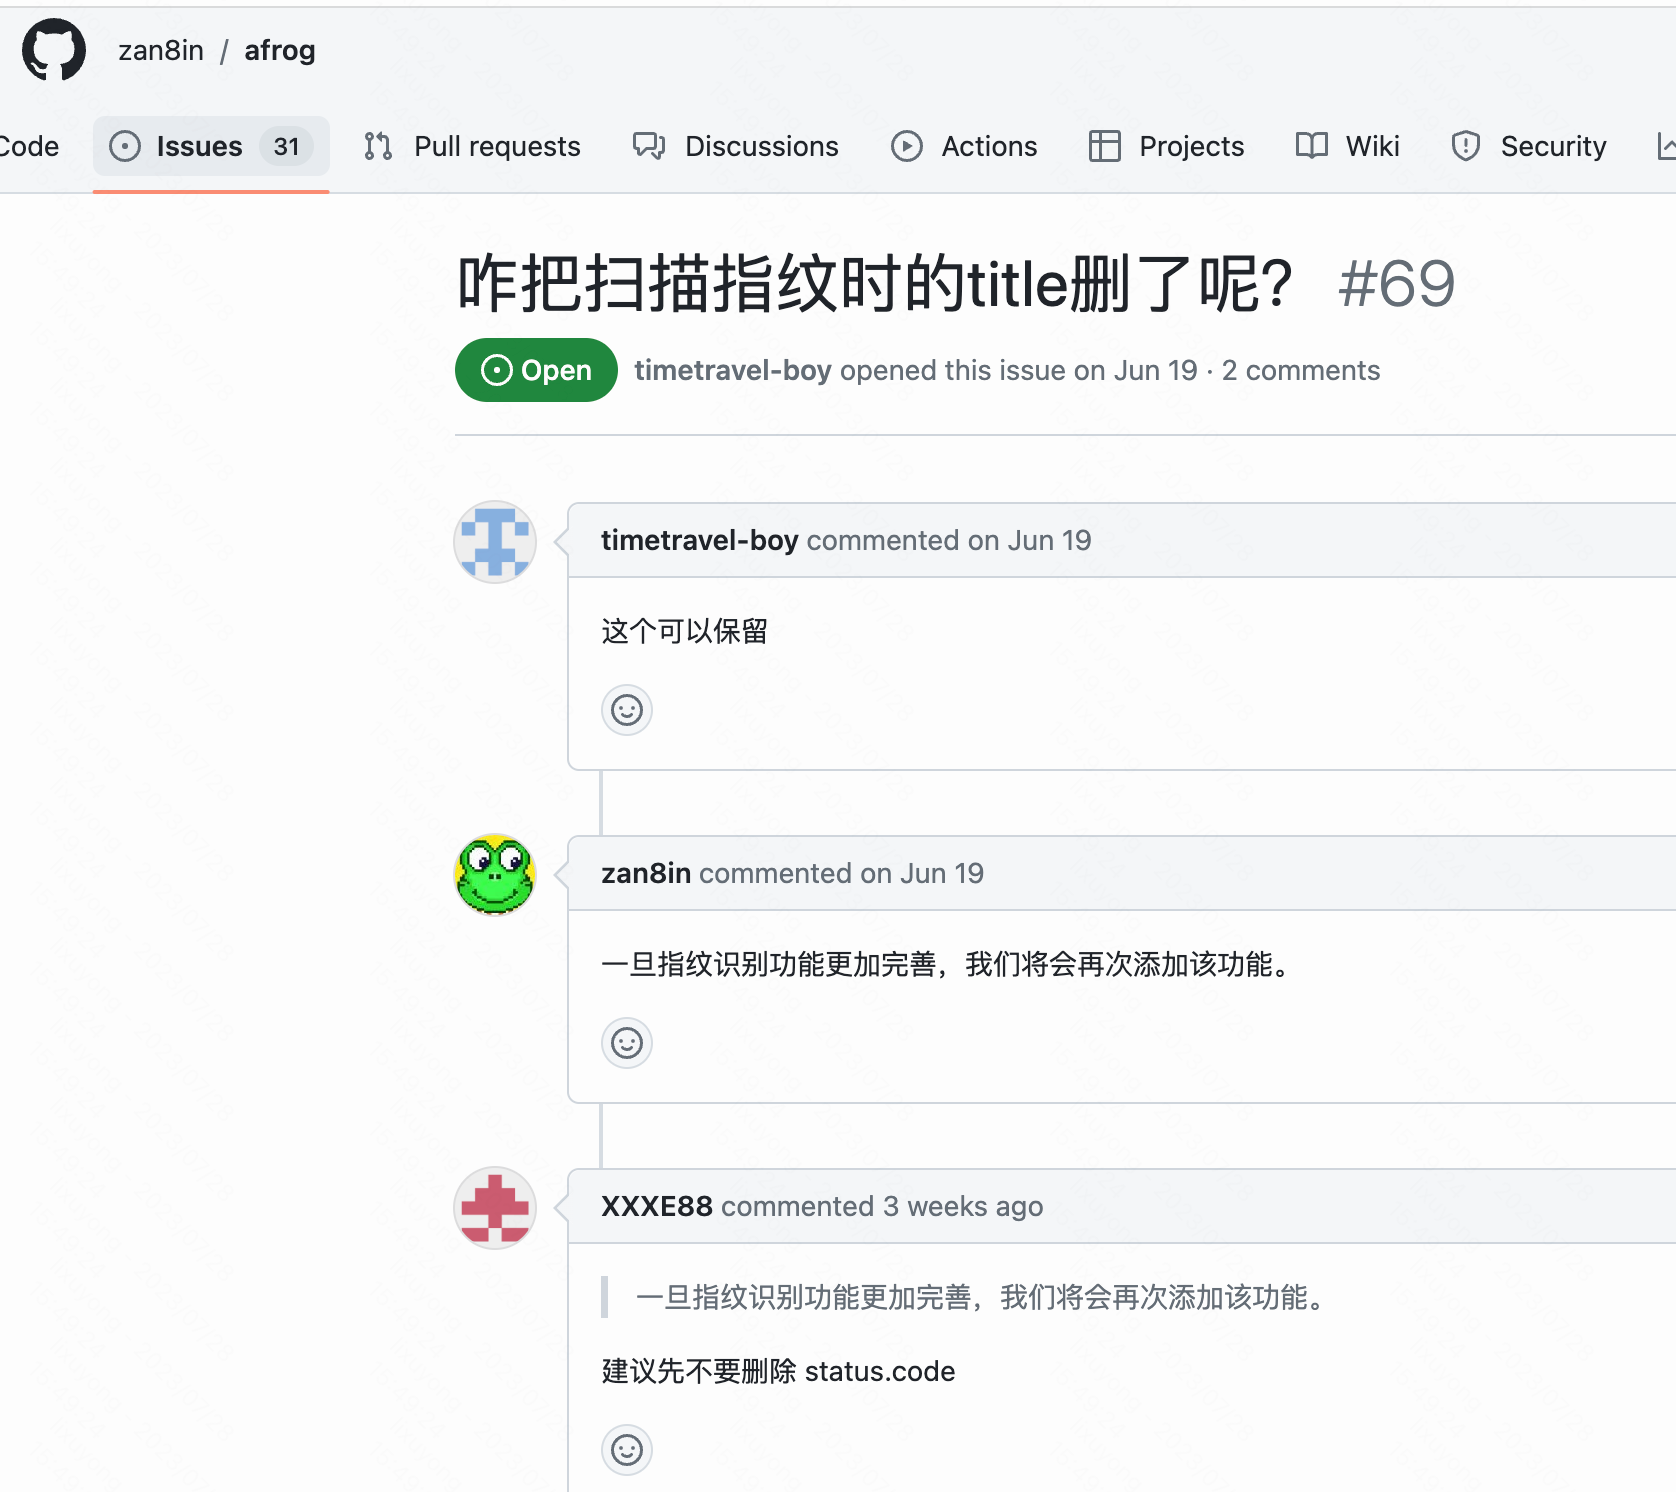 zan8in / afrog
Code Issues 31 Pull requests Discussions Actions Projects Wiki Security
咋把扫描指纹时的title删了呢? #69
Open timetravel-boy opened this issue on Jun 19 · 2 comments
timetravel-boy commented on Jun 19
这个可以保留
zan8in commented on Jun 19
一旦指纹识别功能更加完善，我们将会再次添加该功能。
XXXE88 commented 3 weeks ago
一旦指纹识别功能更加完善，我们将会再次添加该功能。
建议先不要删除 status.code